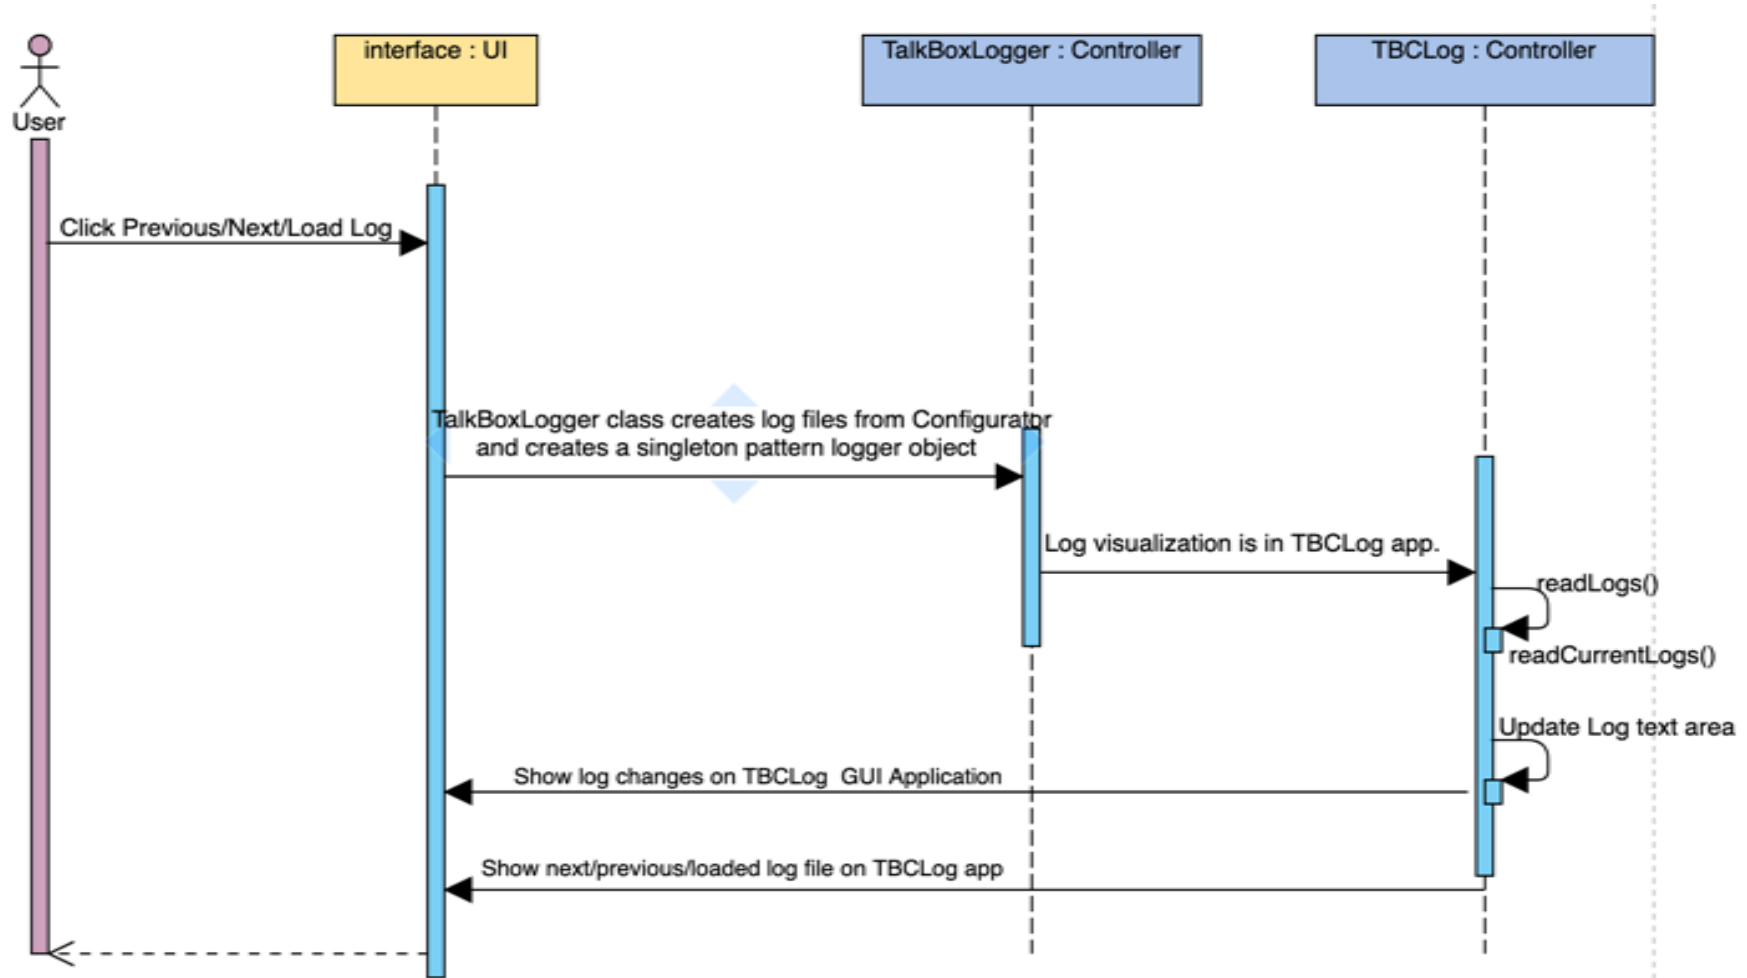 interface : UI
TalkBoxLogger : Controller
TBCLog : Controller
User
Click Previous/Next/Load Log
TalkBoxLogger class creates log files from Configurator
and creates a singleton pattern logger object
Log visualization is in TBCLog app.
readLogs()
readCurrentLogs()
Update Log text area
Show log changes on TBCLog  GUI Application
Show next/previous/loaded log file on TBCLog app